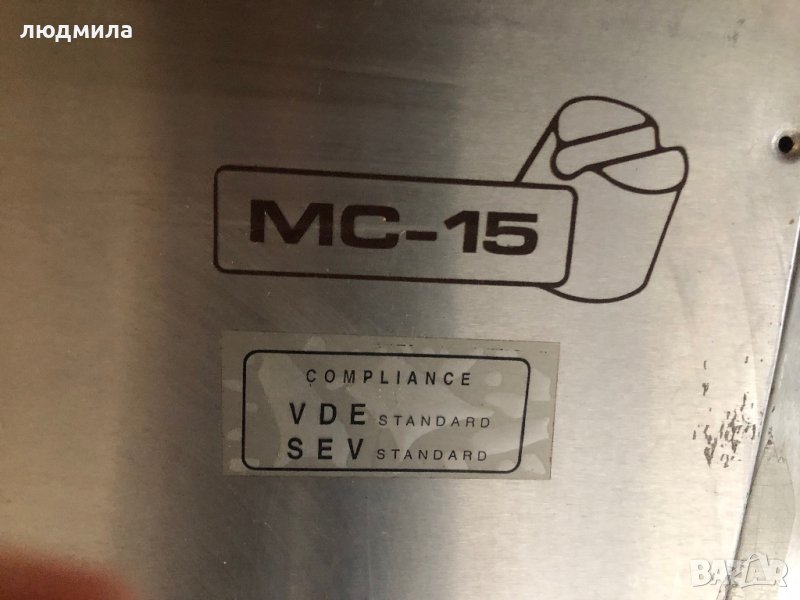 людмила
MC-15
COMPLIANCE
VDE STANDARD
SEV STANDARD
BAZAR